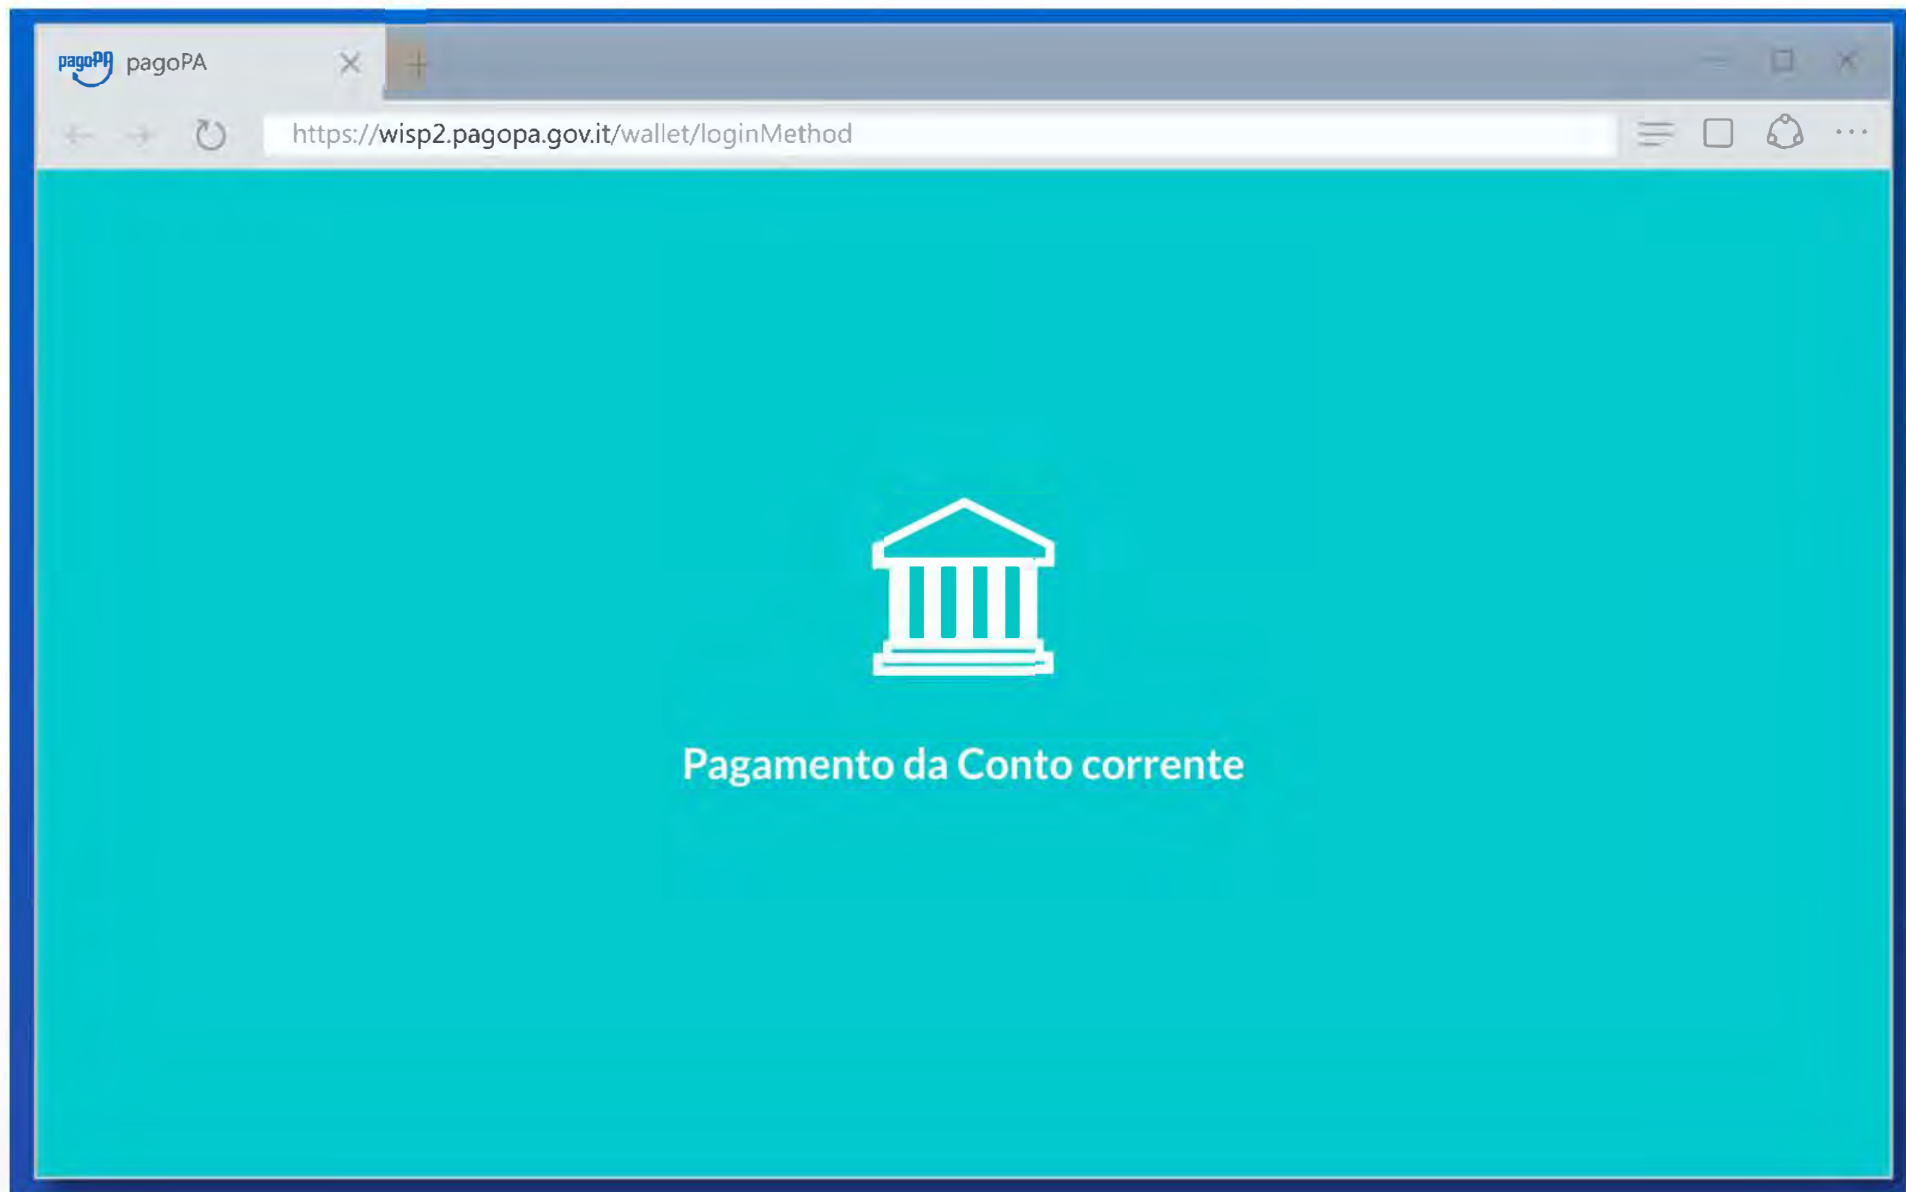 pagoPA pagoPA
https://wisp2.pagopa.gov.it/wallet/loginMethod
Pagamento da Conto corrente